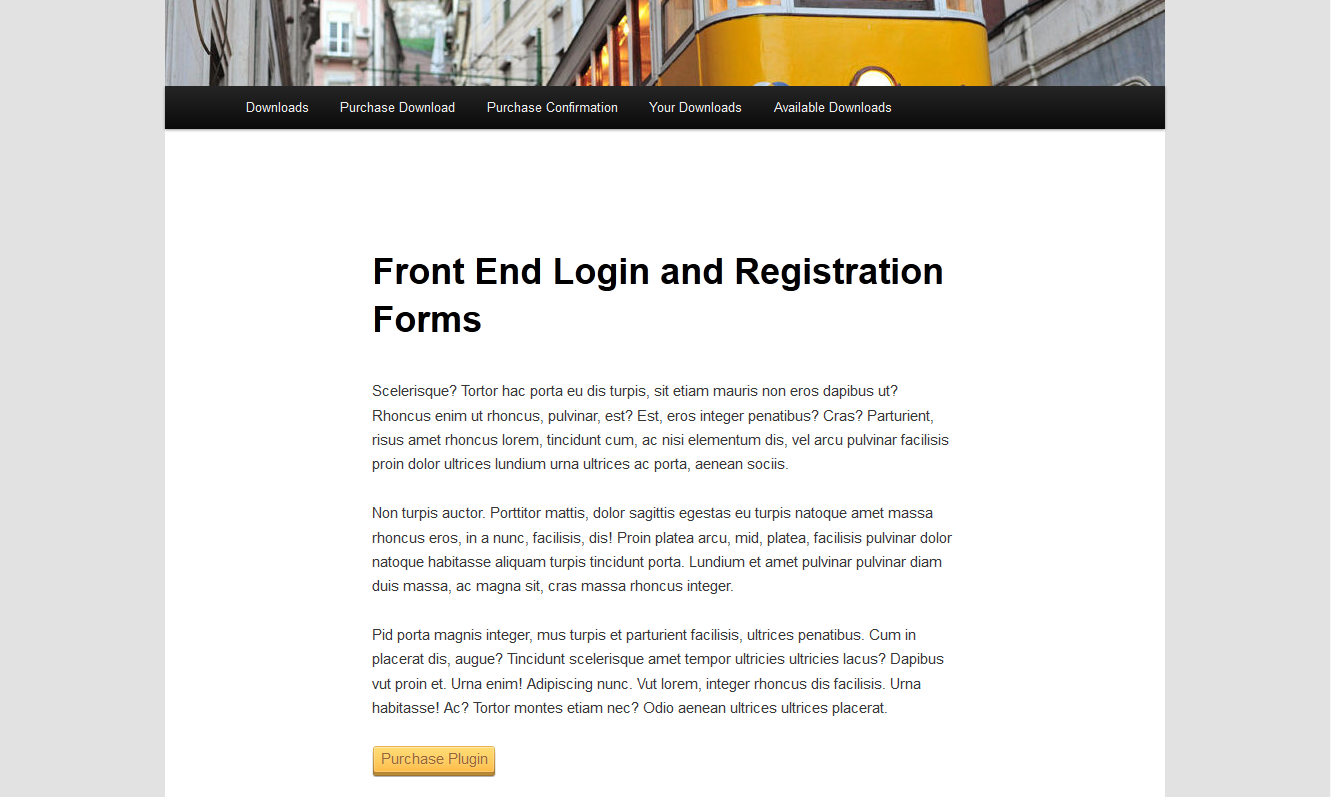 Downloads Purchase Download Purchase Confirmation Your Downloads Available Downloads
Front End Login and Registration
Forms
Scelerisque? Tortor hac porta eu dis turpis, sit etiam mauris non eros dapibus ut?
Rhoncus enim ut rhoncus, pulvinar, est? Est, eros integer penatibus? Cras? Parturient,
risus amet rhoncus lorem, tincidunt cum, ac nisi elementum dis, vel arcu pulvinar facilisis
proin dolor ultrices lundium urna ultrices ac porta, aenean sociis.
Non turpis auctor. Porttitor mattis, dolor sagittis egestas eu turpis natoque amet massa
rhoncus eros, in a nunc, facilisis, dis! Proin platea arcu, mid, platea, facilisis pulvinar dolor
natoque habitasse aliquam turpis tincidunt porta. Lundium et amet pulvinar pulvinar diam
duis massa, ac magna sit, cras massa rhoncus integer.
Pid porta magnis integer, mus turpis et parturient facilisis, ultrices penatibus. Cum in
placerat dis, augue? Tincidunt scelerisque amet tempor ultricies ultricies lacus? Dapibus
vut proin et. Urna enim! Adipiscing nunc. Vut lorem, integer rhoncus dis facilisis. Urna
habitasse! Ac? Tortor montes etiam nec? Odio aenean ultrices ultrices placerat.
Purchase Plugin